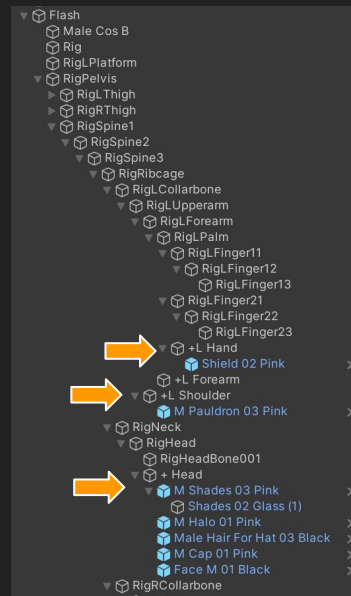 Flash
Male Cos B
Rig
RigLPlatform
RigPelvis
RigLThigh
RigRThigh
RigSpine1
RigSpine2
RigSpine3
RigRibcage
RigLCollarbone
RigLUpperarm
RigLForearm
RigLPalm
RigLFinger11
RigLFinger12
RigLFinger13
RigLFinger21
RigLFinger22
RigLFinger23
+L Hand
Shield 02 Pink
+L Forearm
+L Shoulder
M Pauldron 03 Pink
RigNeck
RigHead
RigHeadBone001
+ Head
M Shades 03 Pink
Shades 02 Glass (1)
M Halo 01 Pink
Male Hair For Hat 03 Black
M Cap 01 Pink
Face M 01 Black
RigRCollarbone